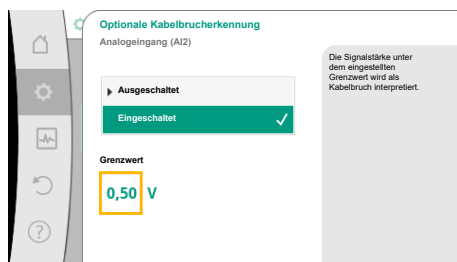 Optionale Kabelbrucherkennung
Analogeingang (AI2)
Die Signalstärke unter
dem eingestellten
Grenzwert wird als
Kabelbruch interpretiert.
Ausgeschaltet
Eingeschaltet
Grenzwert
0,50 V
?